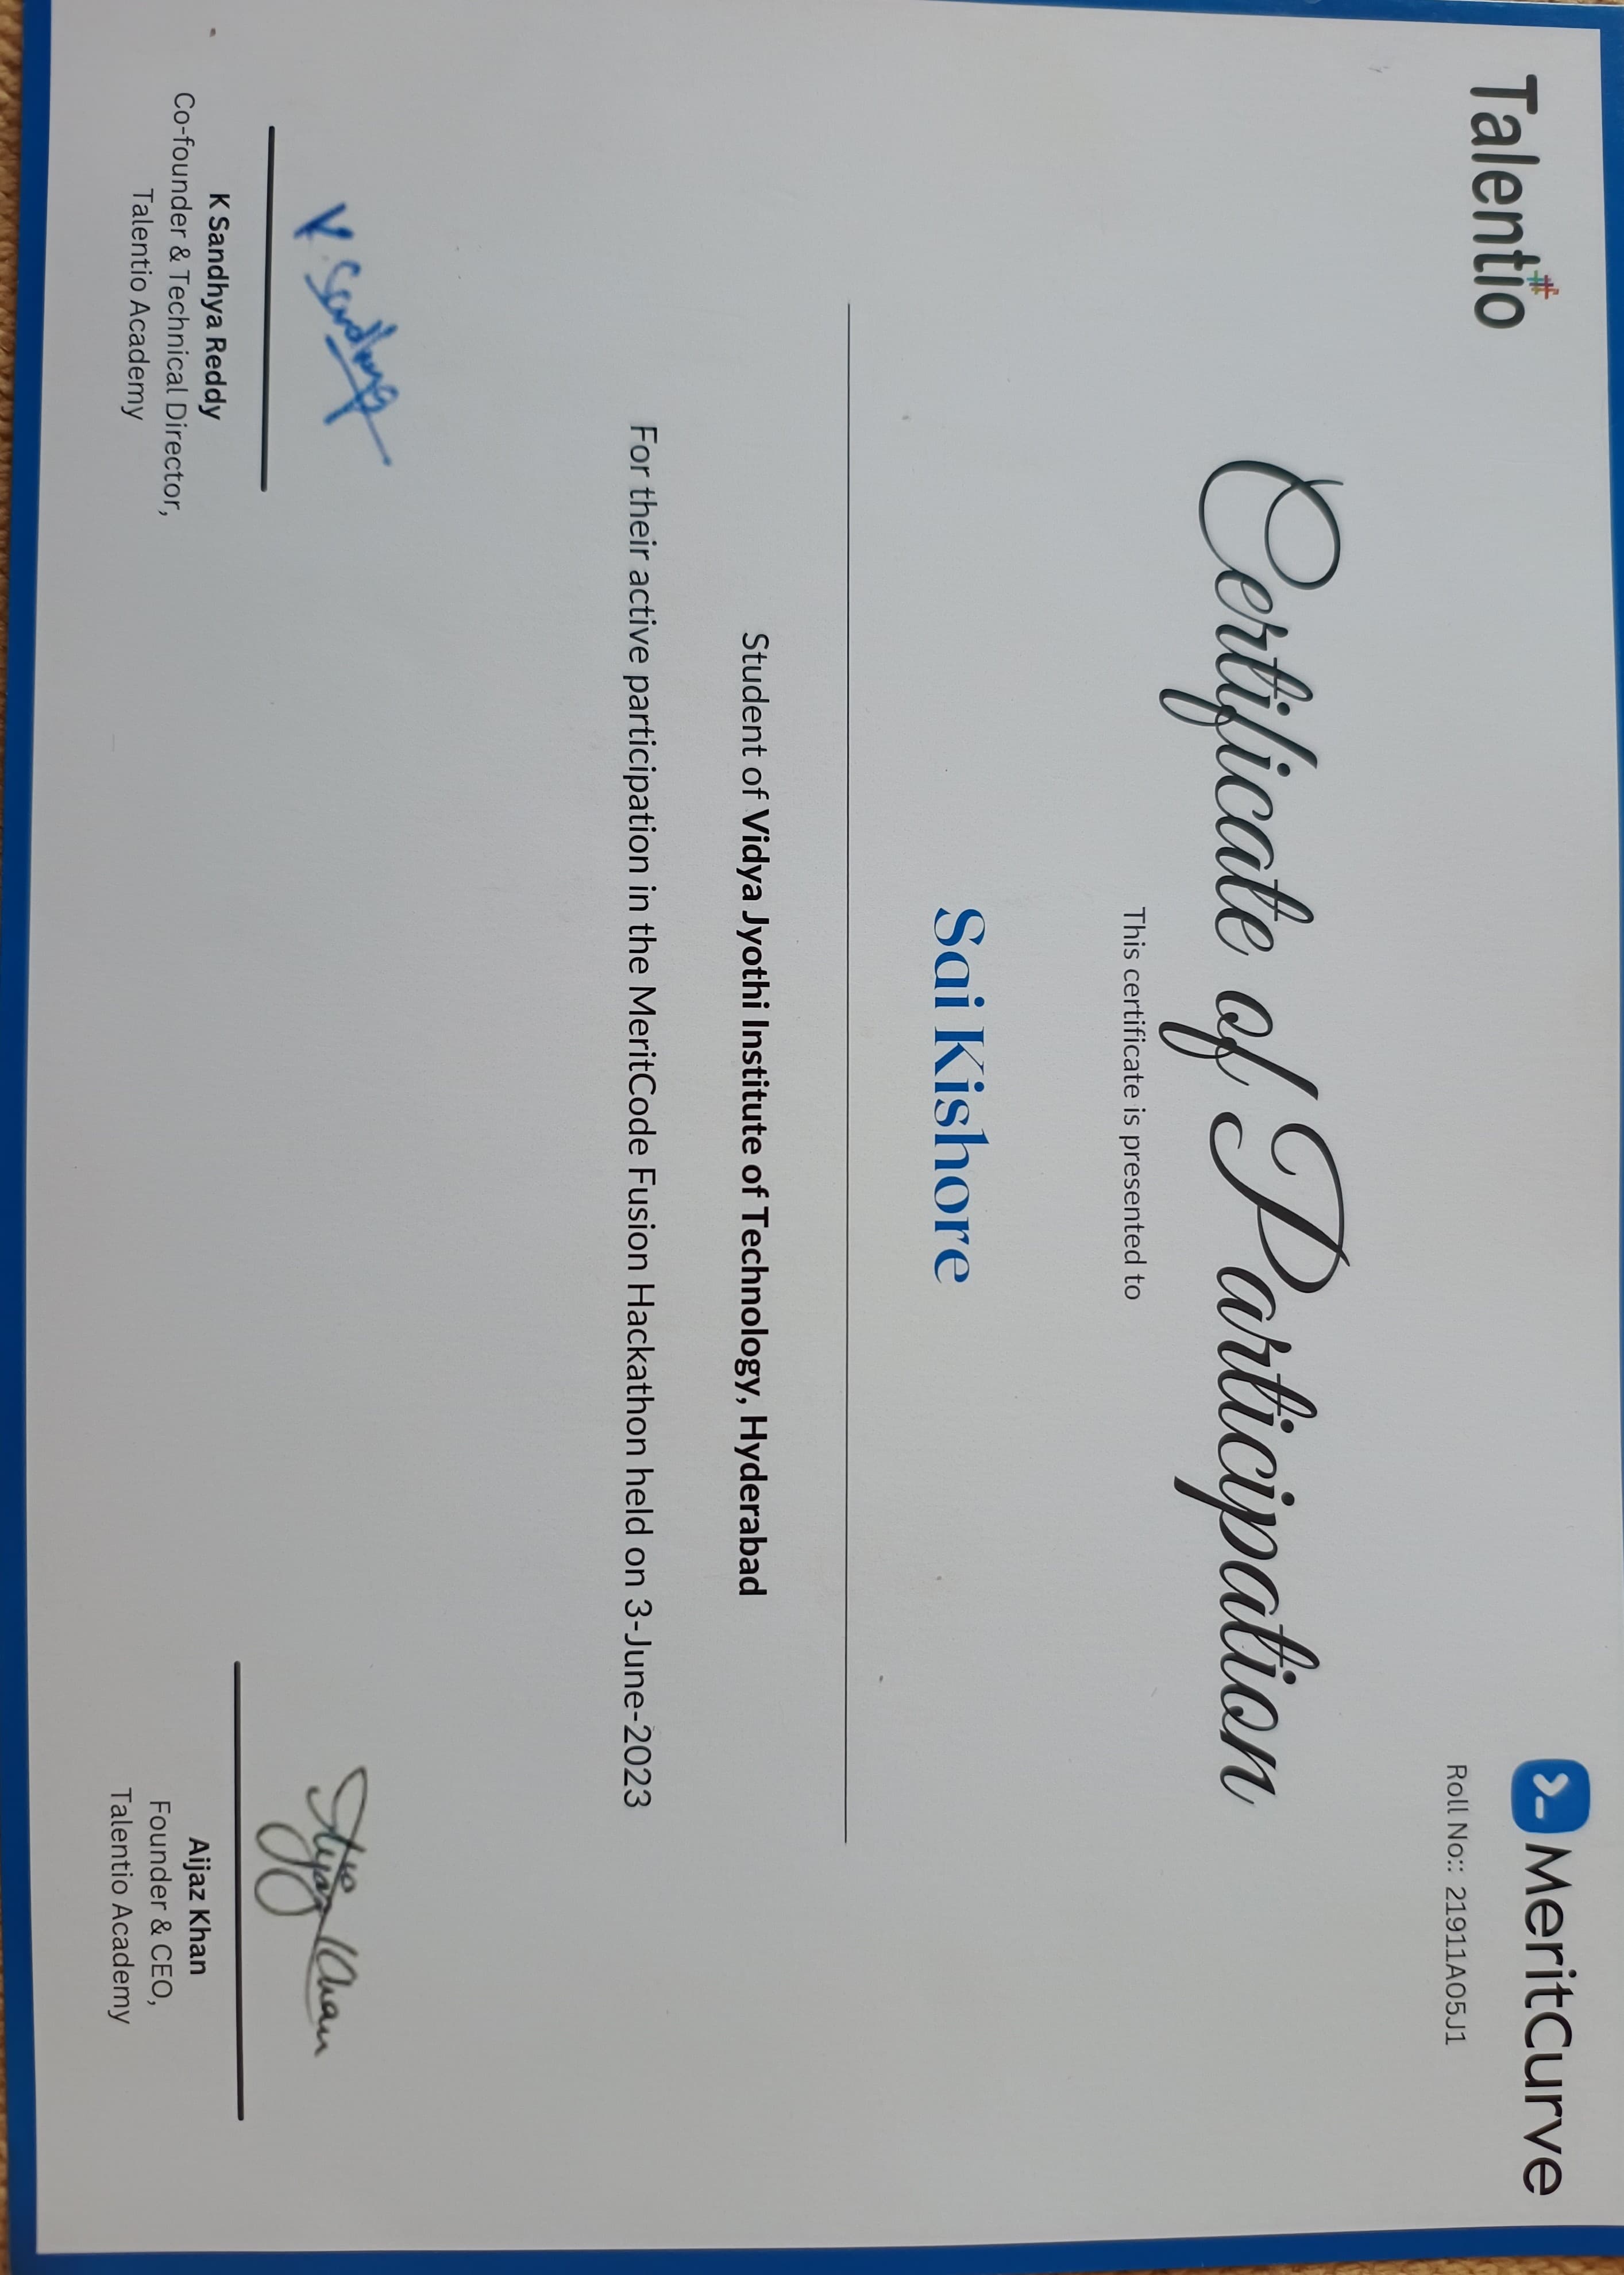 Talentio
MeritCurve
Roll No:: 21911A05J1
Certificate of Participation
This certificate is presented to
Sai Kishore
Student of Vidya Jyothi Institute of Technology, Hyderabad
For their active participation in the MeritCode Fusion Hackathon held on 3-June-2023
K Sandhya
K Sandhya Reddy
Co-founder & Technical Director,
Talentio Academy
Aijaz Khan
Aijaz Khan
Founder & CEO,
Talentio Academy